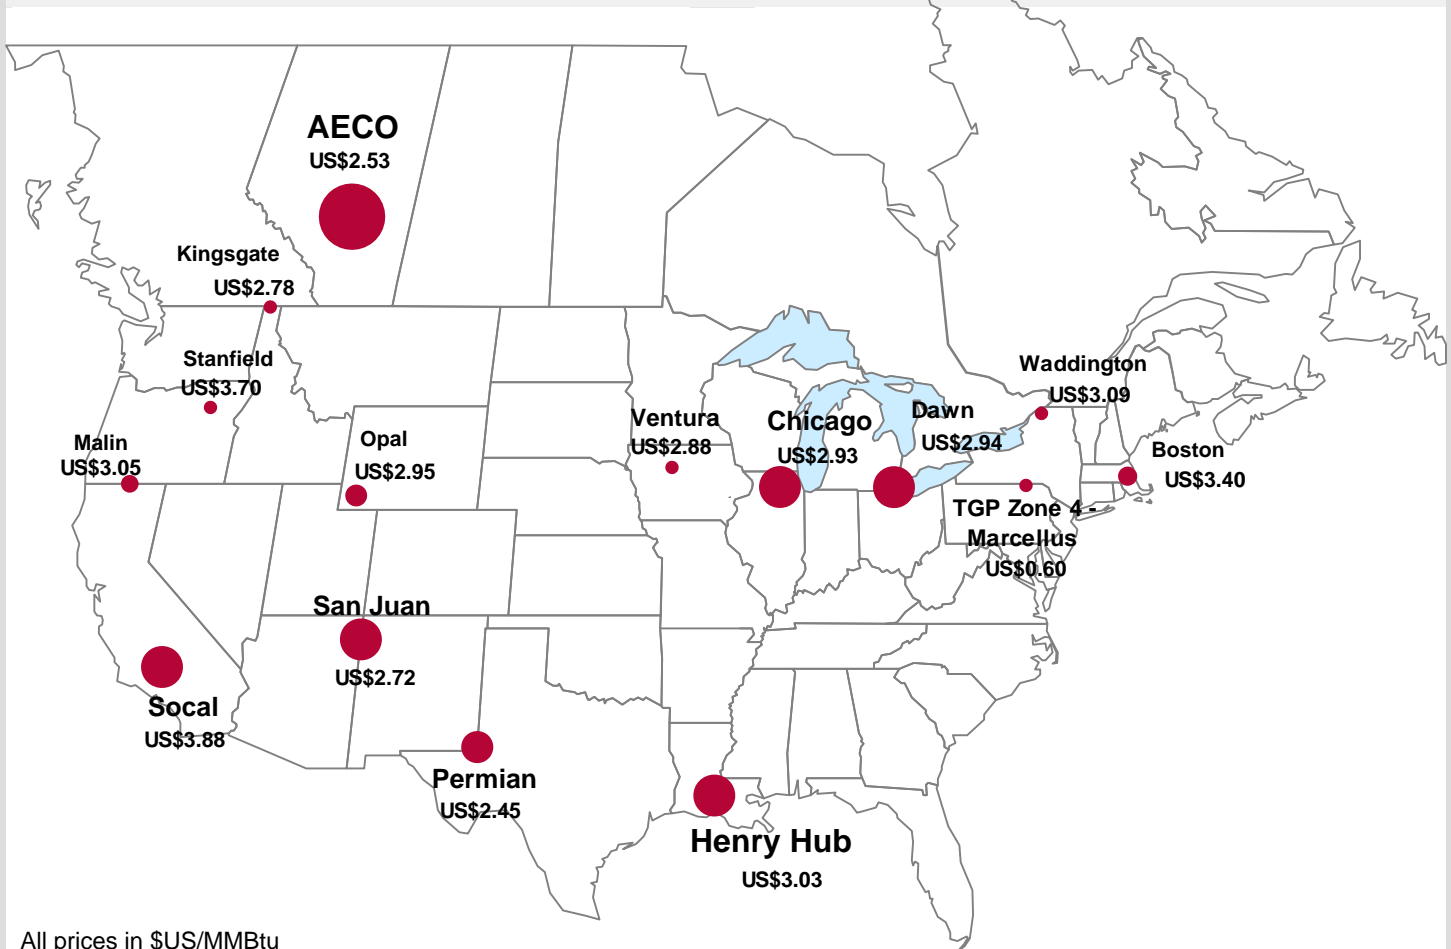 AECO
US$2.53
Kingsgate
US$2.78
Stanfield
US$3.70
Waddington
US$3.09
Malin
US$3.05
Opal
US$2.95
Ventura
US$2.88
Chicago
US$2.93
Dawn
US$2.94
Boston
US$3.40
TGP Zone 4 -
Marcellus
US$0.60
San Juan
US$2.72
Socal
US$3.88
Permian
US$2.45
Henry Hub
US$3.03
All prices in $US/MMBtu